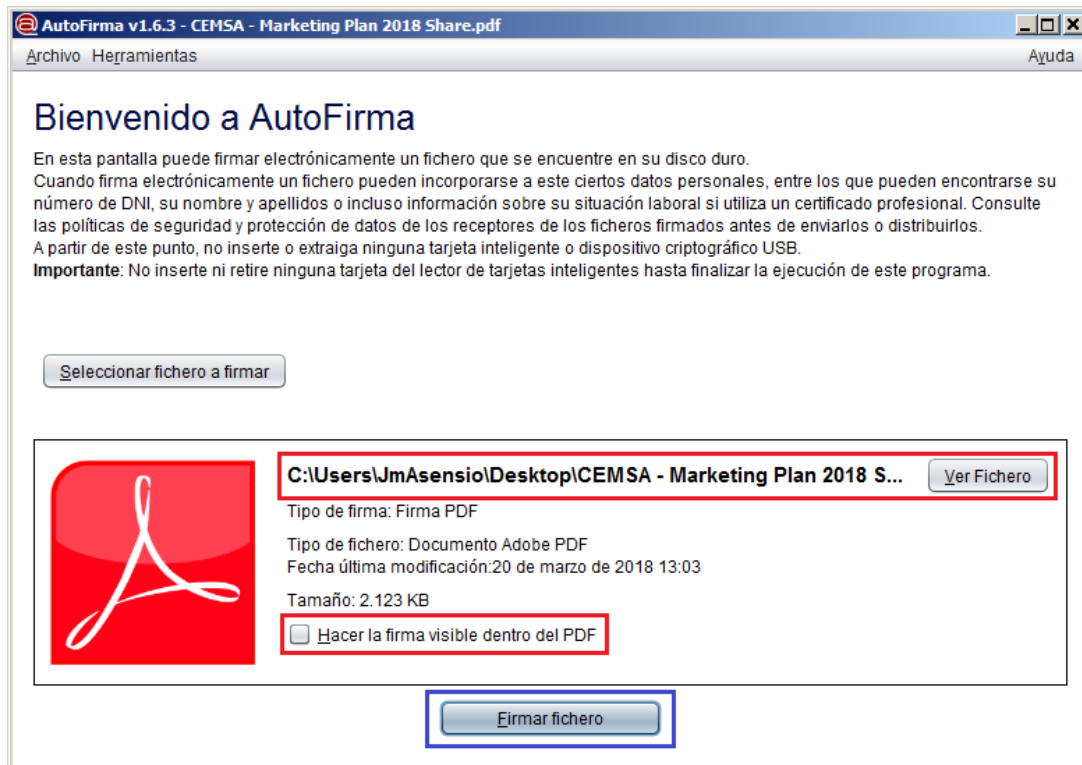 AutoFirma v1.6.3 - CEMSA - Marketing Plan 2018 Share.pdf
Archivo Herramientas Ayuda
Bienvenido a AutoFirma
En esta pantalla puede firmar electrónicamente un fichero que se encuentre en su disco duro.
Cuando firma electrónicamente un fichero pueden incorporarse a este ciertos datos personales, entre los que pueden encontrarse su
número de DNI, su nombre y apellidos o incluso información sobre su situación laboral si utiliza un certificado profesional. Consulte
las políticas de seguridad y protección de datos de los receptores de los ficheros firmados antes de enviarlos o distribuirlos.
A partir de este punto, no inserte o extraiga ninguna tarjeta inteligente o dispositivo criptográfico USB.
Importante: No inserte ni retire ninguna tarjeta del lector de tarjetas inteligentes hasta finalizar la ejecución de este programa.
Seleccionar fichero a firmar
C:\Users\JmAsensio\Desktop\CEMSA - Marketing Plan 2018 S... Ver Fichero
Tipo de firma: Firma PDF
Tipo de fichero: Documento Adobe PDF
Fecha última modificación:20 de marzo de 2018 13:03
Tamaño: 2.123 KB
Hacer la firma visible dentro del PDF
Firmar fichero